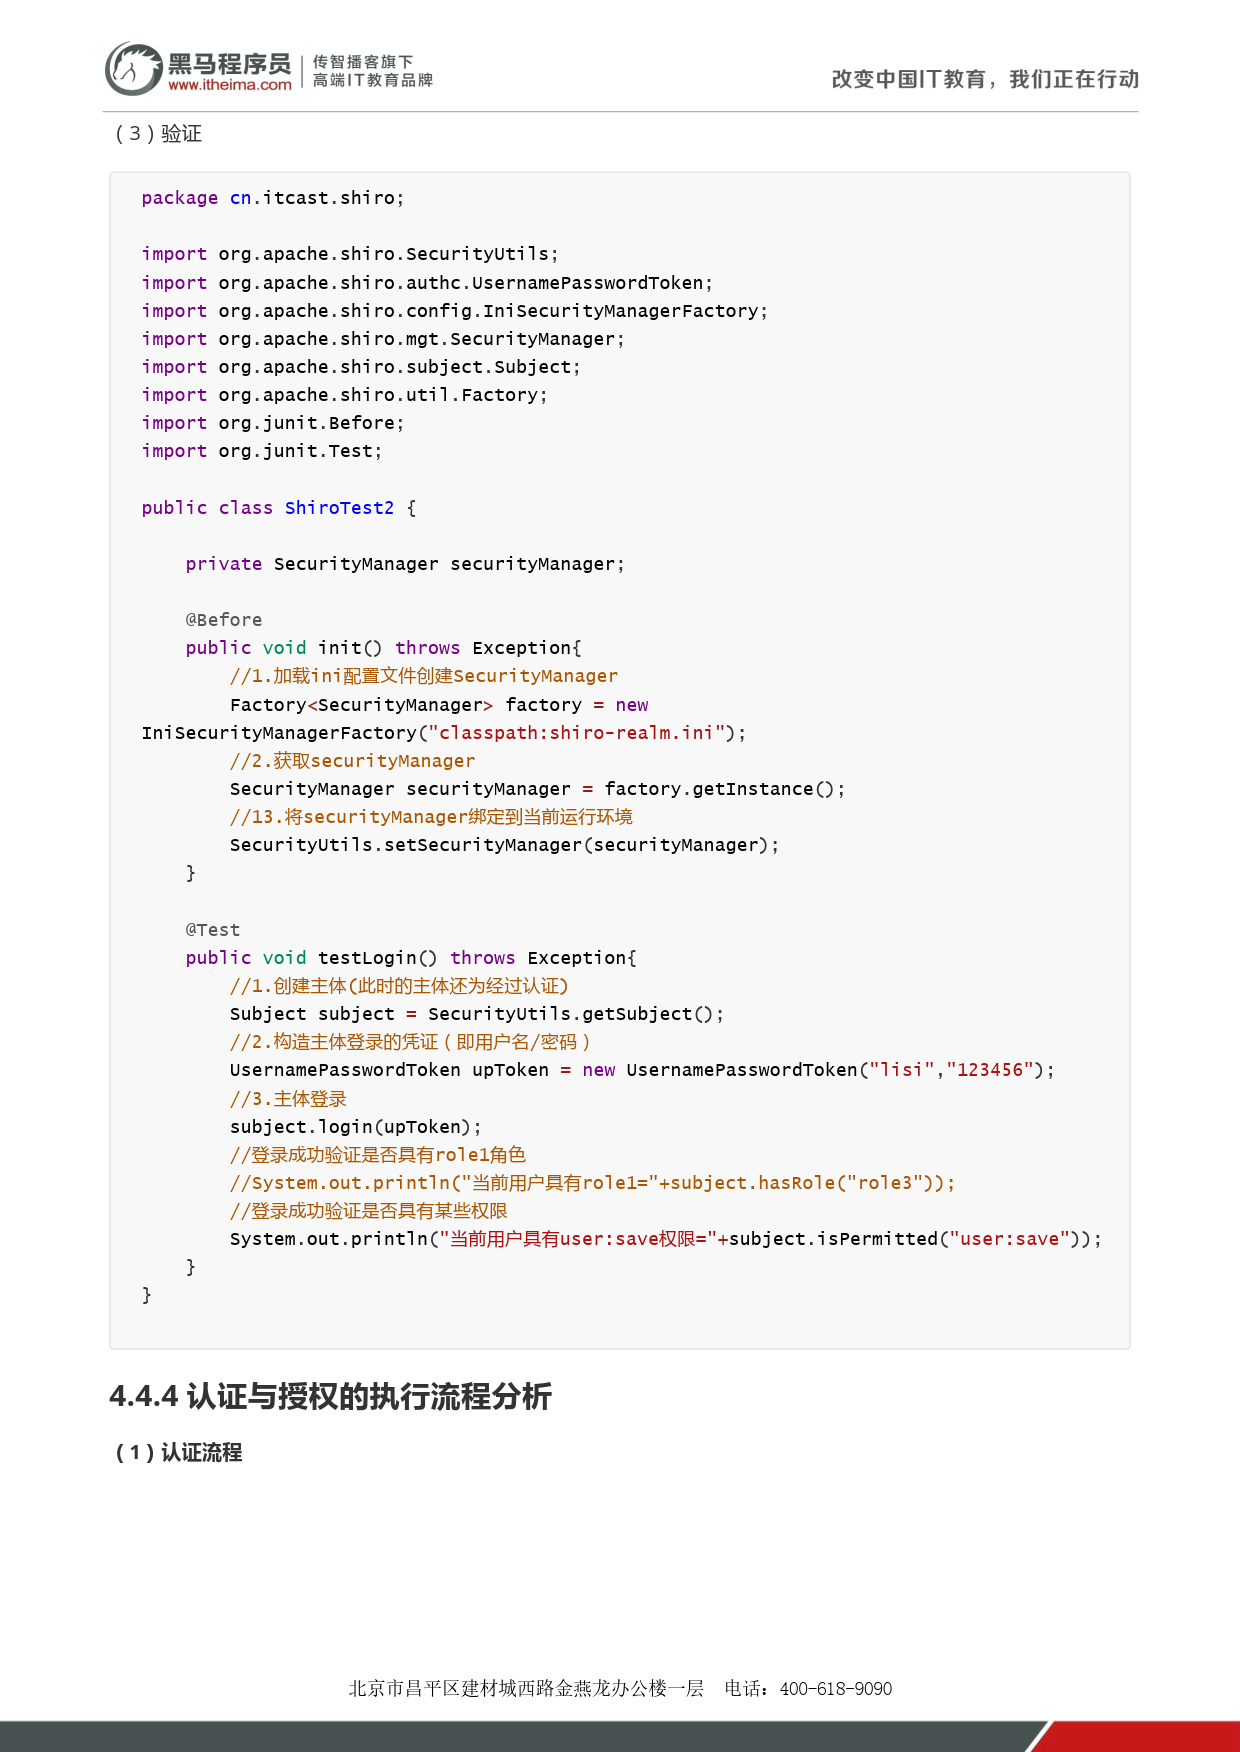 黑马程序员
www.itheima.com
传智播客旗下
高端IT教育品牌
改变中国IT教育，我们正在行动
（3）验证
package cn.itcast.shiro;
import org.apache.shiro.SecurityUtils;
import org.apache.shiro.authc.UsernamePasswordToken;
import org.apache.shiro.config.IniSecurityManagerFactory;
import org.apache.shiro.mgt.SecurityManager;
import org.apache.shiro.subject.Subject;
import org.apache.shiro.util.Factory;
import org.junit.Before;
import org.junit.Test;
public class ShiroTest2 {
    private SecurityManager securityManager;
    @Before
    public void init() throws Exception{
        //1.加载ini配置文件创建SecurityManager
        Factory<SecurityManager> factory = new
IniSecurityManagerFactory("classpath:shiro-realm.ini");
        //2.获取securityManager
        SecurityManager securityManager = factory.getInstance();
        //13.将securityManager绑定到当前运行环境
        SecurityUtils.setSecurityManager(securityManager);
    }
    @Test
    public void testLogin() throws Exception{
        //1.创建主体(此时的主体还为经过认证)
        Subject subject = SecurityUtils.getSubject();
        //2.构造主体登录的凭证（即用户名/密码）
        UsernamePasswordToken upToken = new UsernamePasswordToken("lisi","123456");
        //3.主体登录
        subject.login(upToken);
        //登录成功验证是否具有role1角色
        //System.out.println("当前用户具有role1="+subject.hasRole("role3"));
        //登录成功验证是否具有某些权限
        System.out.println("当前用户具有user:save权限="+subject.isPermitted("user:save"));
    }
}
4.4.4 认证与授权的执行流程分析
（1）认证流程
北京市昌平区建材城西路金燕龙办公楼一层 电话：400-618-9090